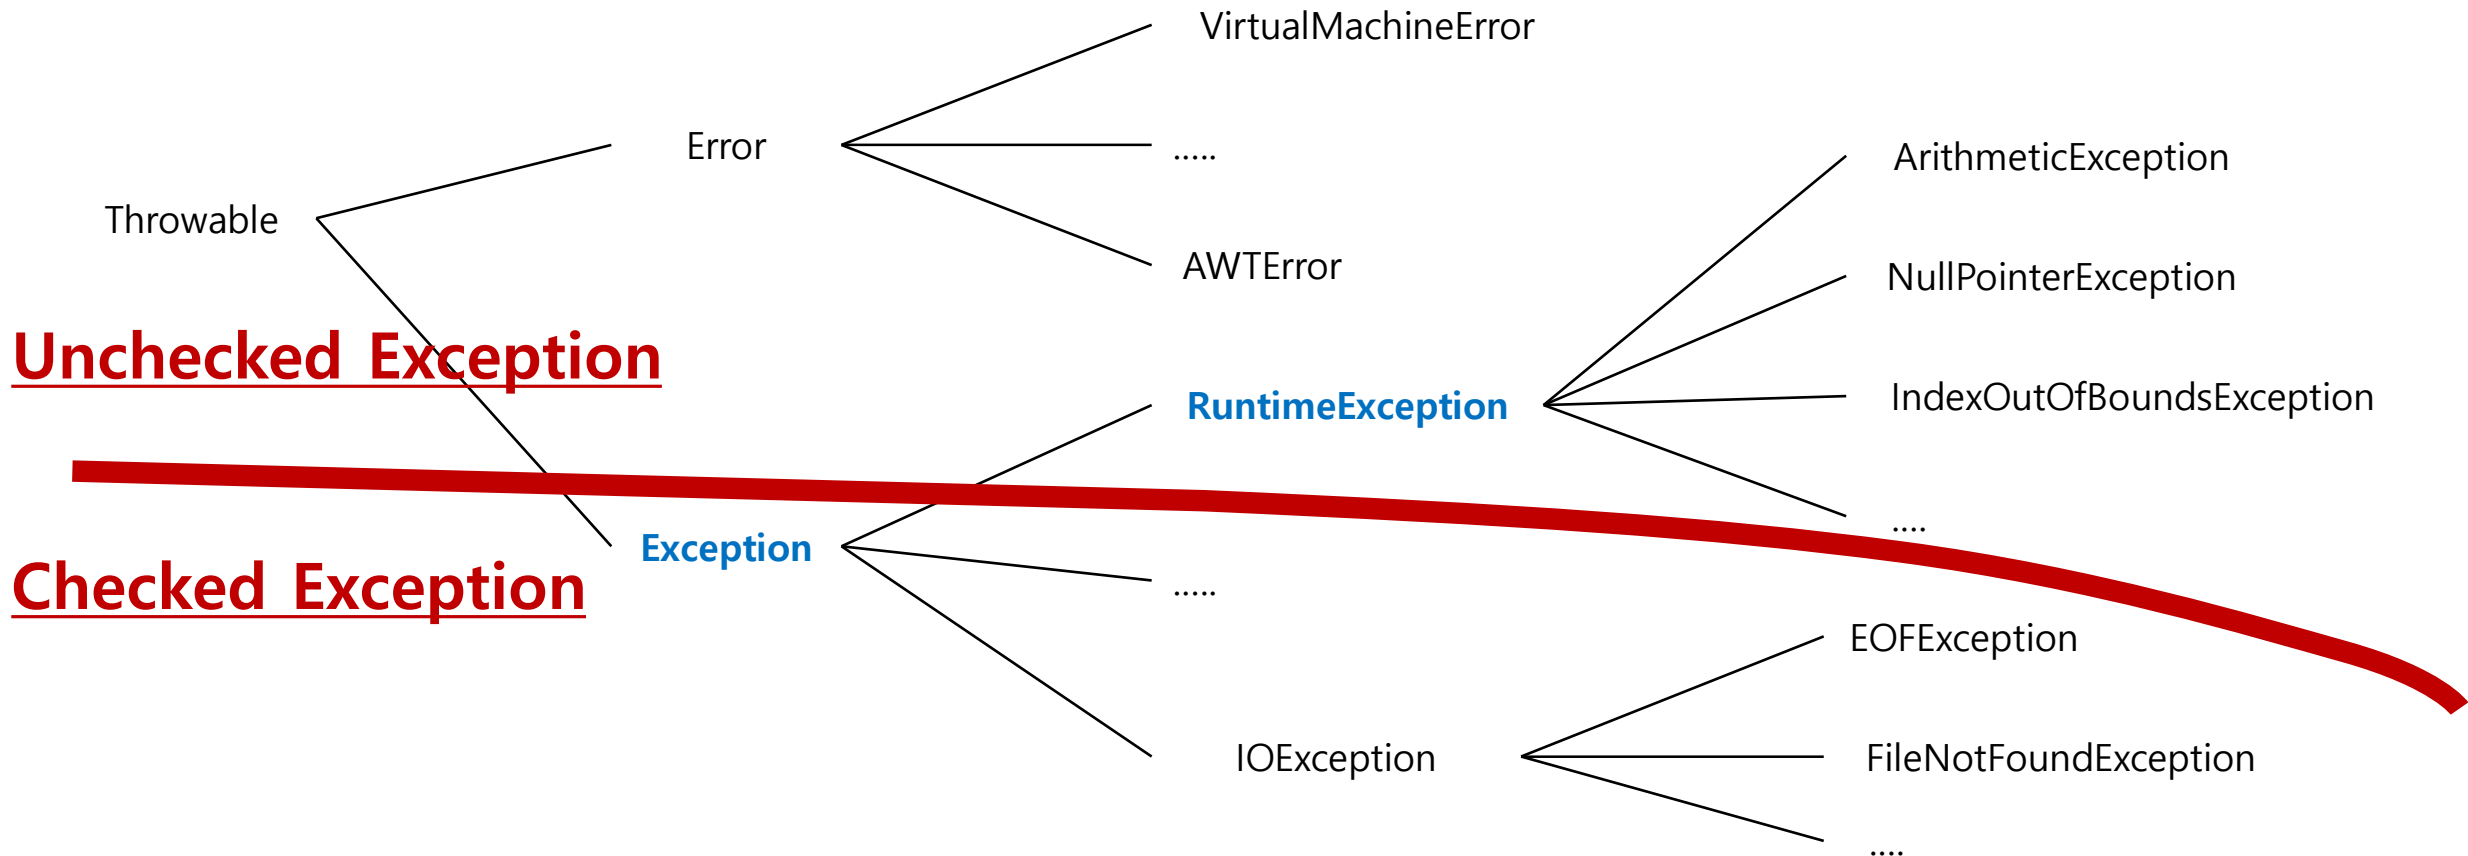 VirtualMachineError
Error
.....
ArithmeticException
Throwable
AWTError
NullPointerException
Unchecked Exception
RuntimeException
IndexOutOfBoundsException
....
Exception
Checked Exception
.....
EOFException
IOException
FileNotFoundException
....